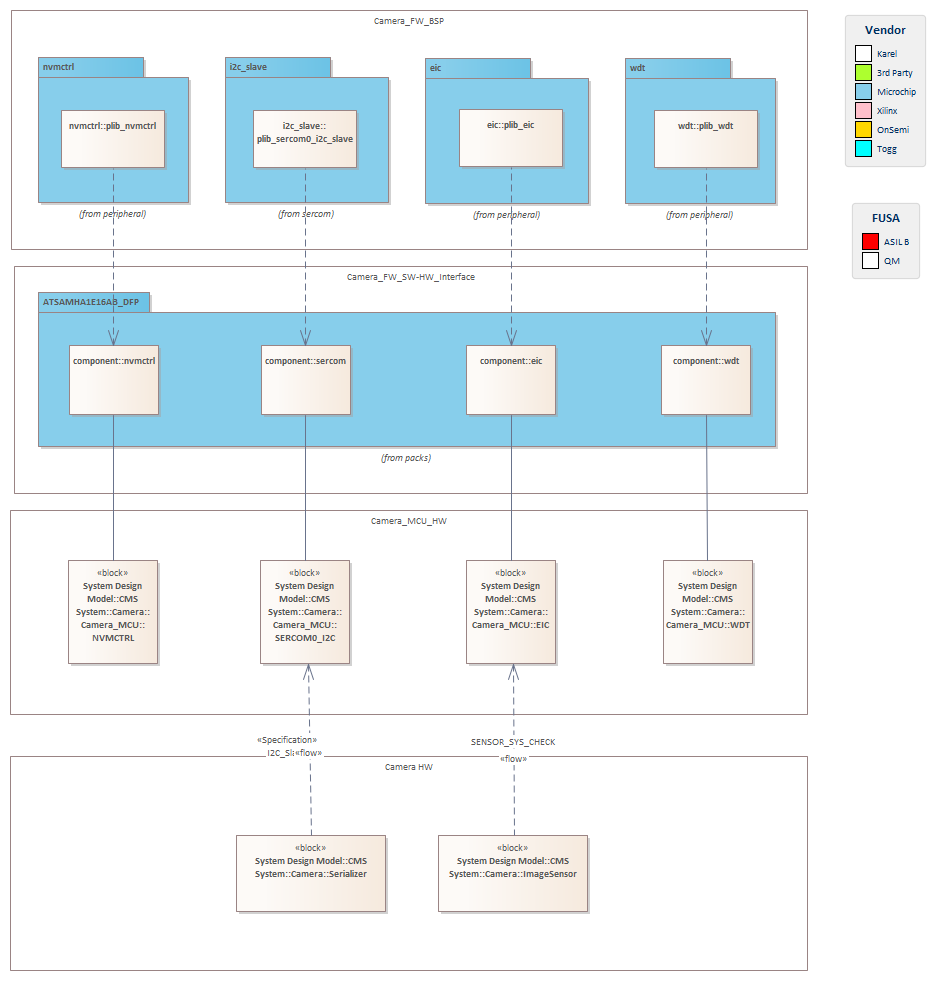 Camera_FW_BSP
nvmctrl
i2c_slave
eic
wdt
nvmctrl::plib_nvmctrl
i2c_slave::
plib_sercom0_i2c_slave
eic::plib_eic
wdt::plib_wdt
(from peripheral)
(from sercom)
(from peripheral)
(from peripheral)
Camera_FW_SW-HW_Interface
ATSAMHA1E16AB_DFP
component::nvmctrl
component::sercom
component::eic
component::wdt
(from packs)
Camera_MCU_HW
«block»
System Design
Model::CMS
System::Camera::
Camera_MCU::
NVMCTRL
«block»
System Design
Model::CMS
System::Camera::
Camera_MCU::
SERCOM0_I2C
«block»
System Design
Model::CMS
System::Camera::
Camera_MCU::EIC
«block»
System Design
Model::CMS
System::Camera::
Camera_MCU::WDT
«Specification»
«flow»
SENSOR_SYS_CHECK
«flow»
Camera HW
«block»
System Design Model::CMS
System::Camera::Serializer
«block»
System Design Model::CMS
System::Camera::ImageSensor
Vendor
Karel
3rd Party
Microchip
Xilinx
OnSemi
Togg
FUSA
ASIL B
QM